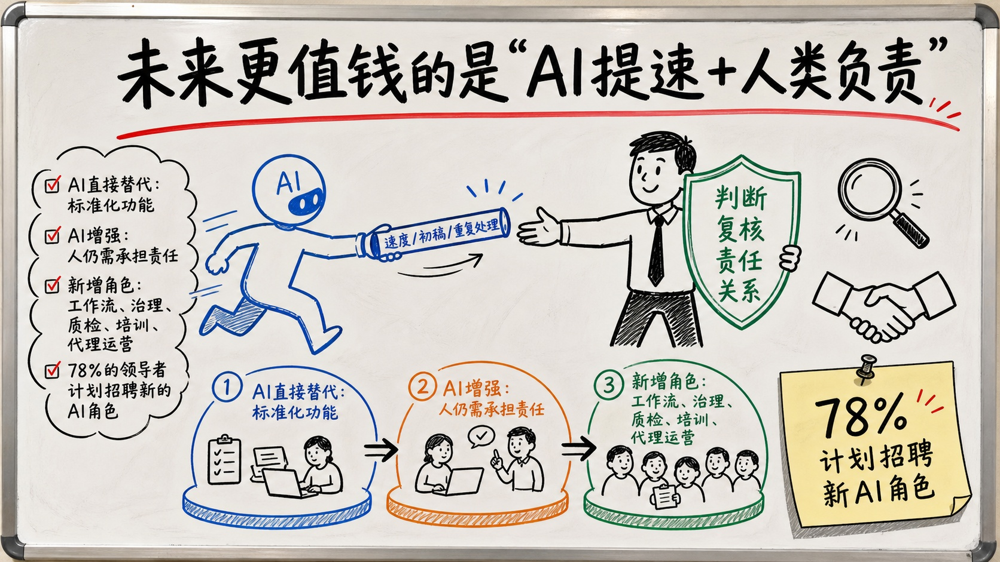 未来更值钱的是“AI提速+人类负责”
AI直接替代：
标准化功能
AI增强：
人仍需承担责任
新增角色：
工作流、治理、
质检、培训、
代理运营
78%的领导者
计划招聘新的
AI角色
AI
速度/初稿/重复处理
判断
复核
责任
关系
1 AI直接替代：
标准化功能
2 AI增强：
人仍需承担责任
3 新增角色：
工作流、治理、
质检、培训、
代理运营
78%
计划招聘
新AI角色